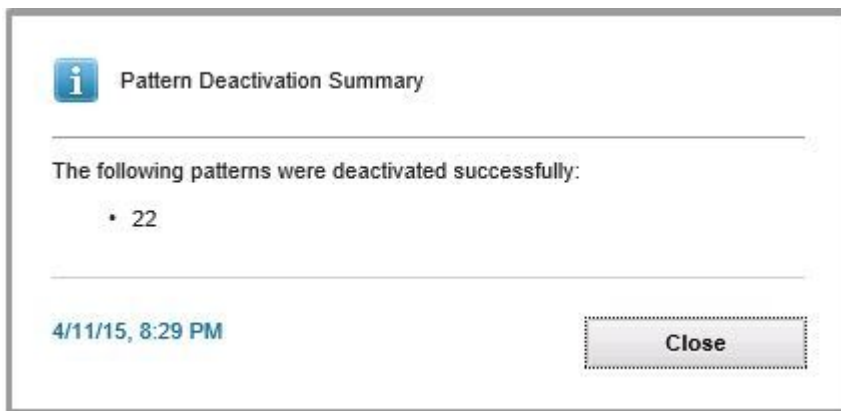 Pattern Deactivation Summary
The following patterns were deactivated successfully:
• 22
4/11/15, 8:29 PM
Close